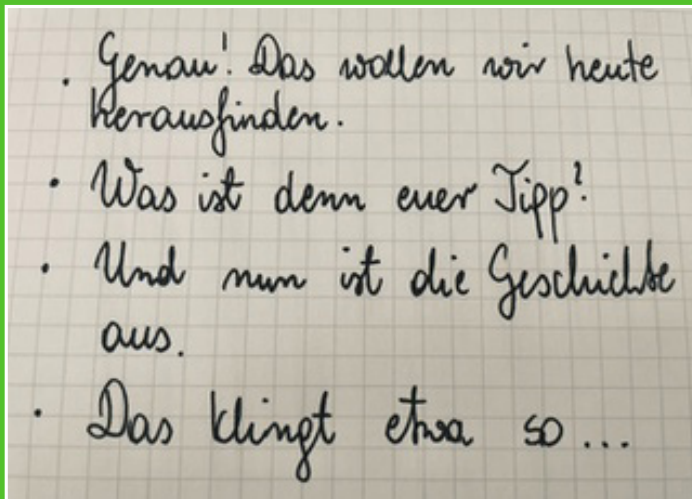 · Genau! Das wollen wir heute
herausfinden.
· Was ist denn euer Tipp?
· Und nun ist die Geschichte
aus.
· Das klingt etwa so...